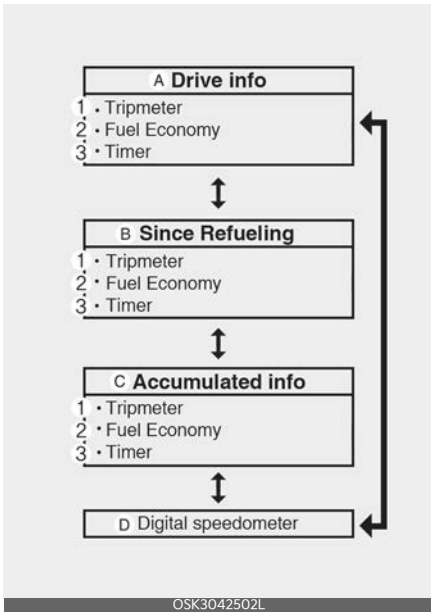 A Drive info
1 • Tripmeter
2 • Fuel Economy
3 • Timer
B Since Refueling
1 • Tripmeter
2 • Fuel Economy
3 • Timer
C Accumulated info
1 • Tripmeter
2 • Fuel Economy
3 • Timer
D Digital speedometer
OSK3042502L